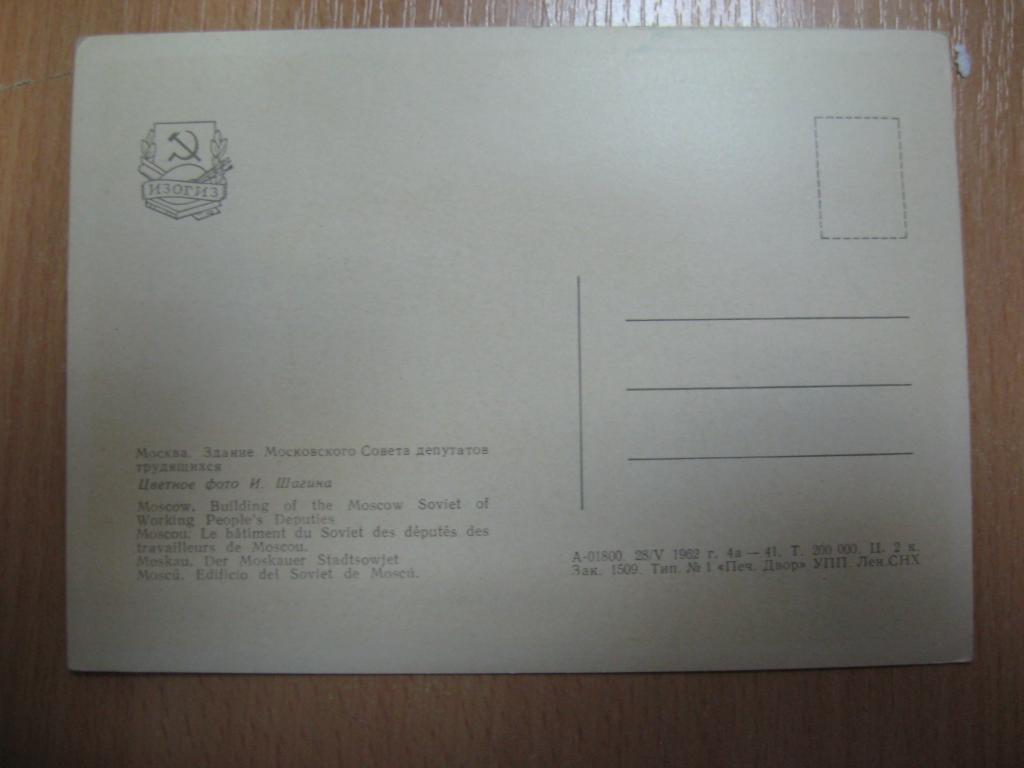 ИЗОГИЗ
Москва. Здание Московского Совета депутатов
трудящихся
Цветное фото И. Шагина
Moscow. Building of the Moscow Soviet of
Working People's Deputies
Moscou. Le bâtiment du Soviet des députés des
travailleurs de Moscou.
Moskau. Der Moskauer Stadtsowjet
Moscú. Edificio del Soviet de Moscú.
А-01800. 28/V 1962 г. 4а — 41. Т. 200 000. Ц. 2 к.
Зак. 1509. Тип. № 1 «Печ. Двор» УПП. Лен.СНХ